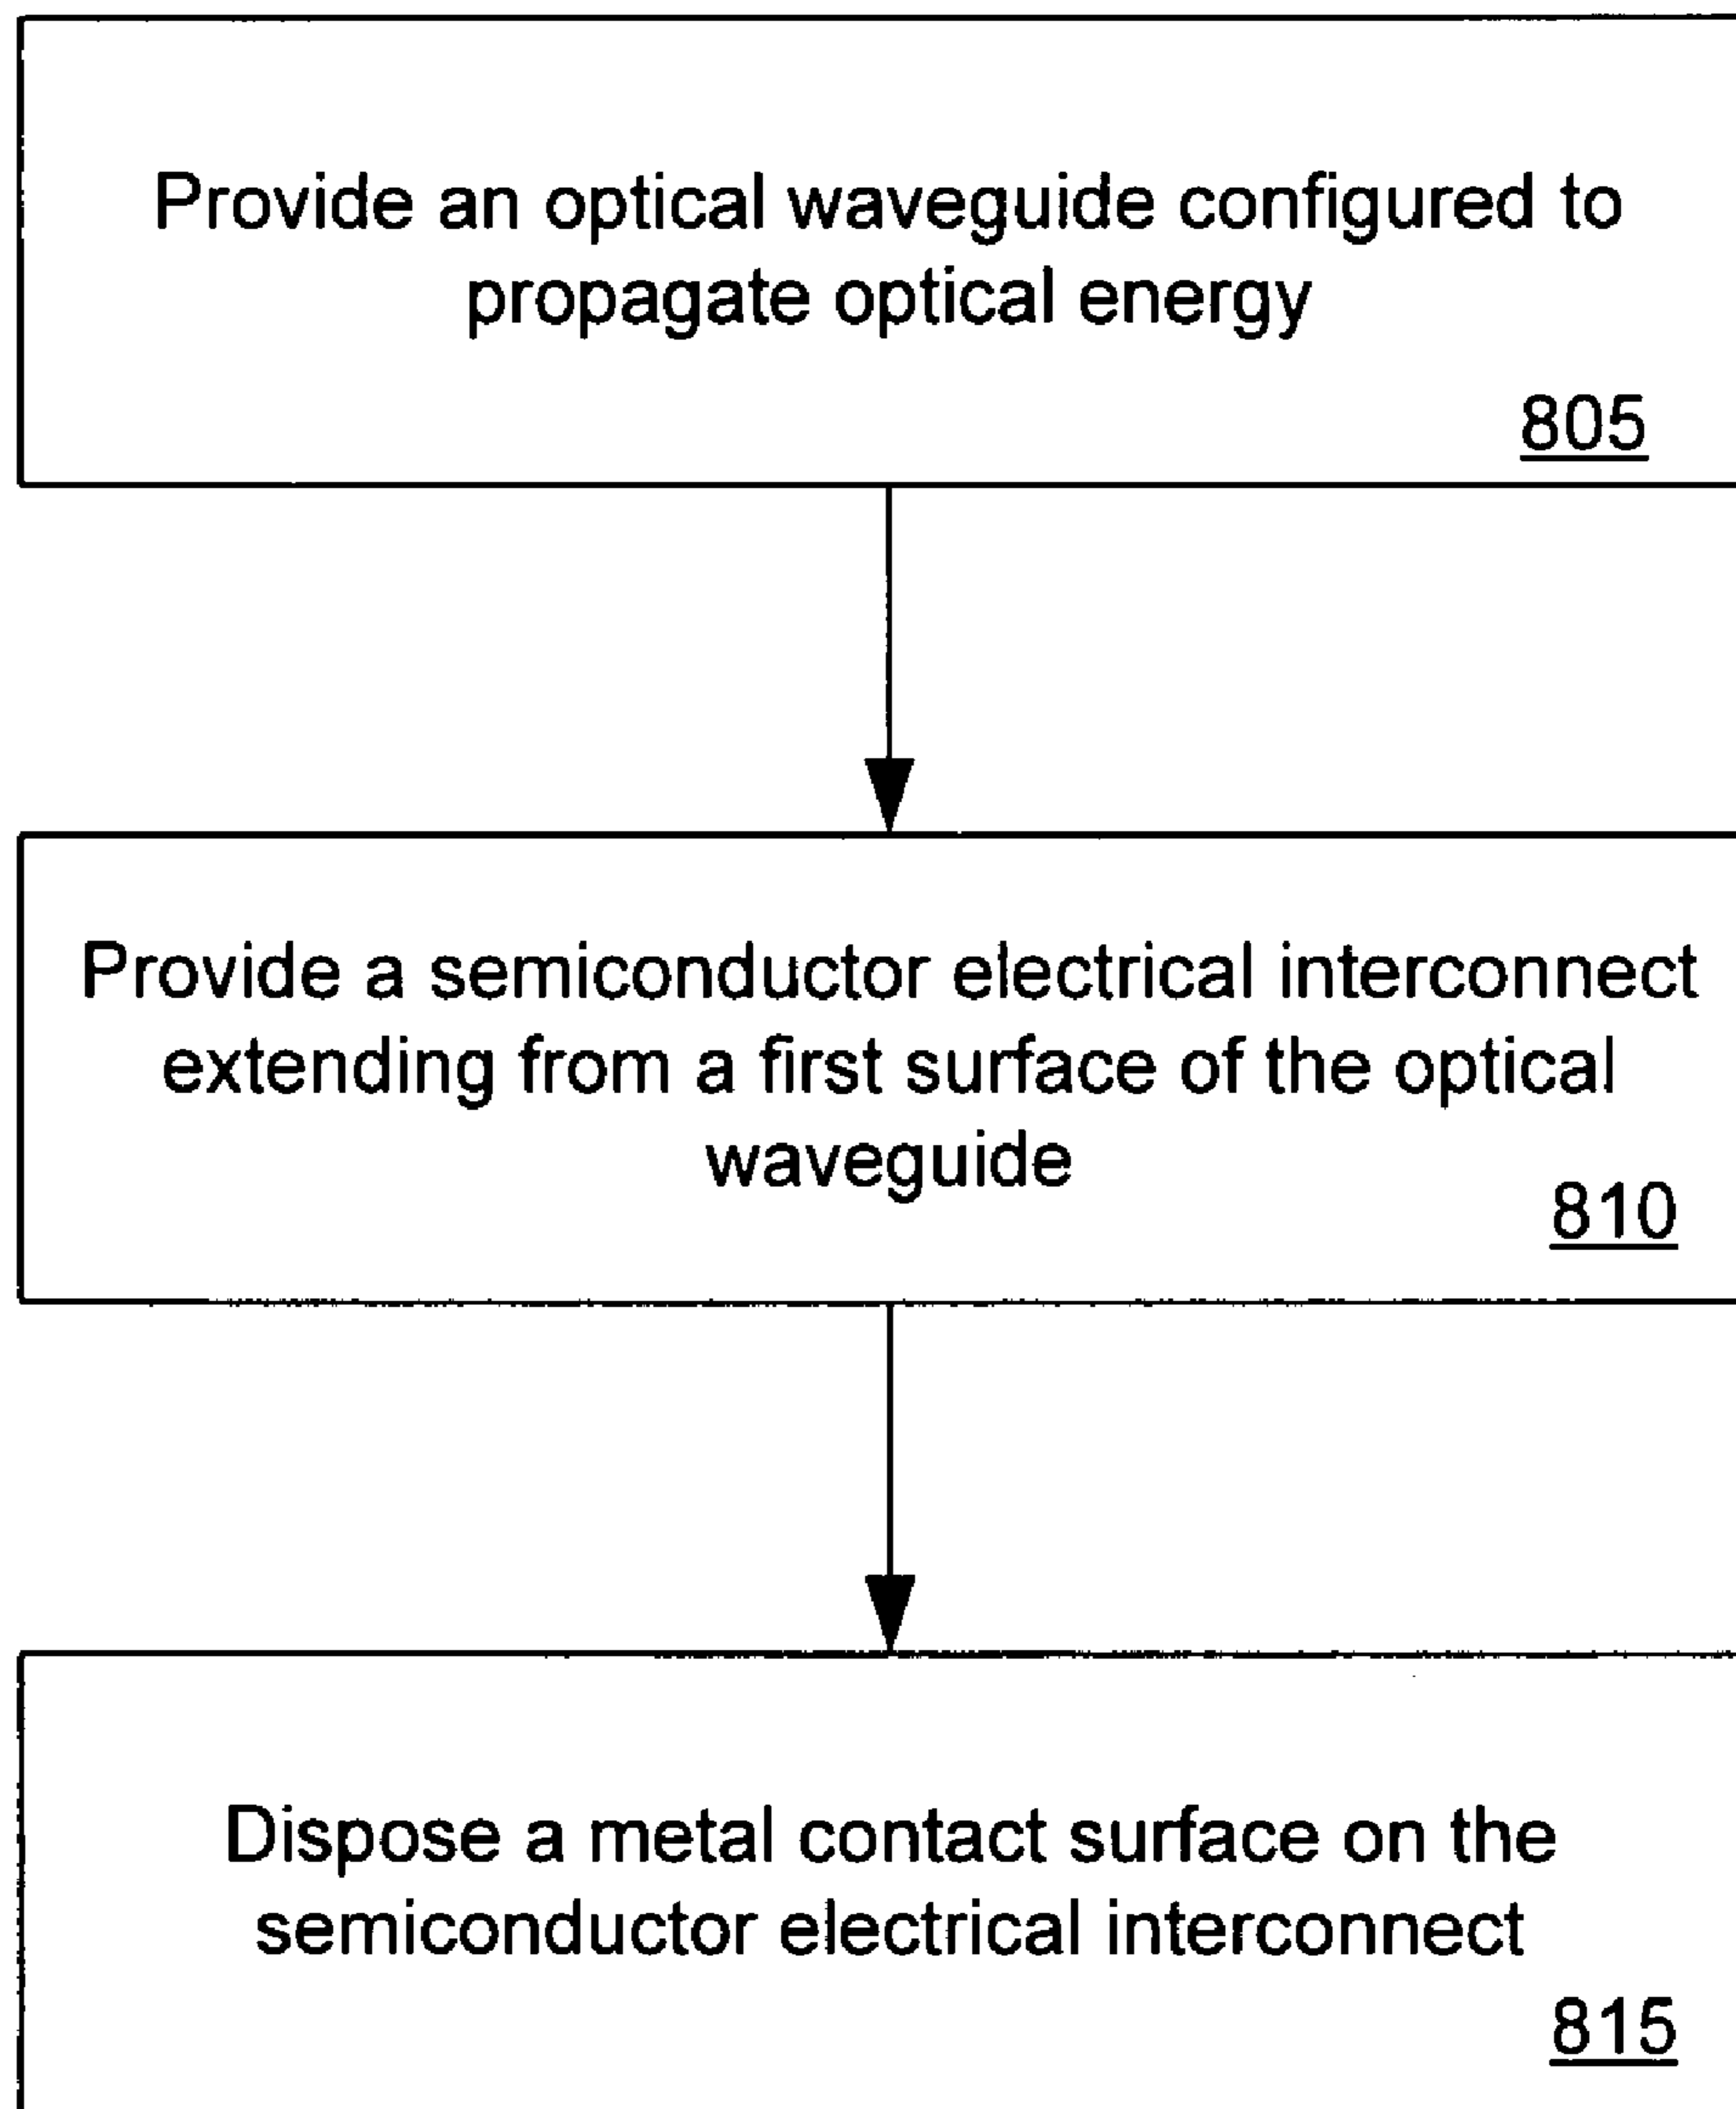 Provide an optical waveguide configured to
propagate optical energy
805
Provide a semiconductor electrical interconnect
extending from a first surface of the optical
waveguide
810
Dispose a metal contact surface on the
semiconductor electrical interconnect
815